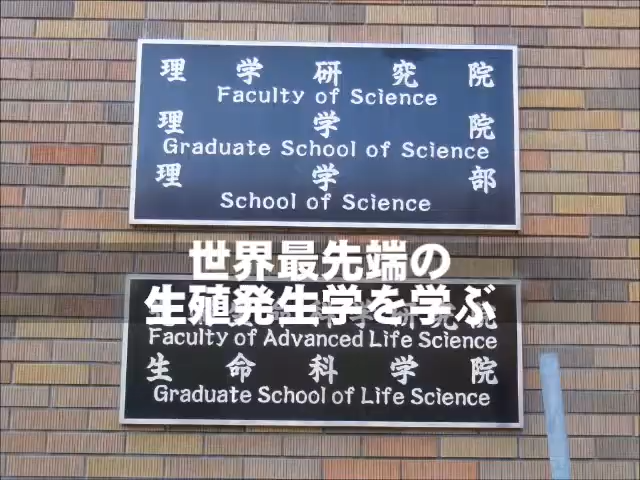 理学研究院
Faculty of Science
理学院
Graduate School of Science
理学部
School of Science
世界最先端の
生殖発生学を学ぶ
Faculty of Advanced Life Science
生命科学院
Graduate School of Life Science